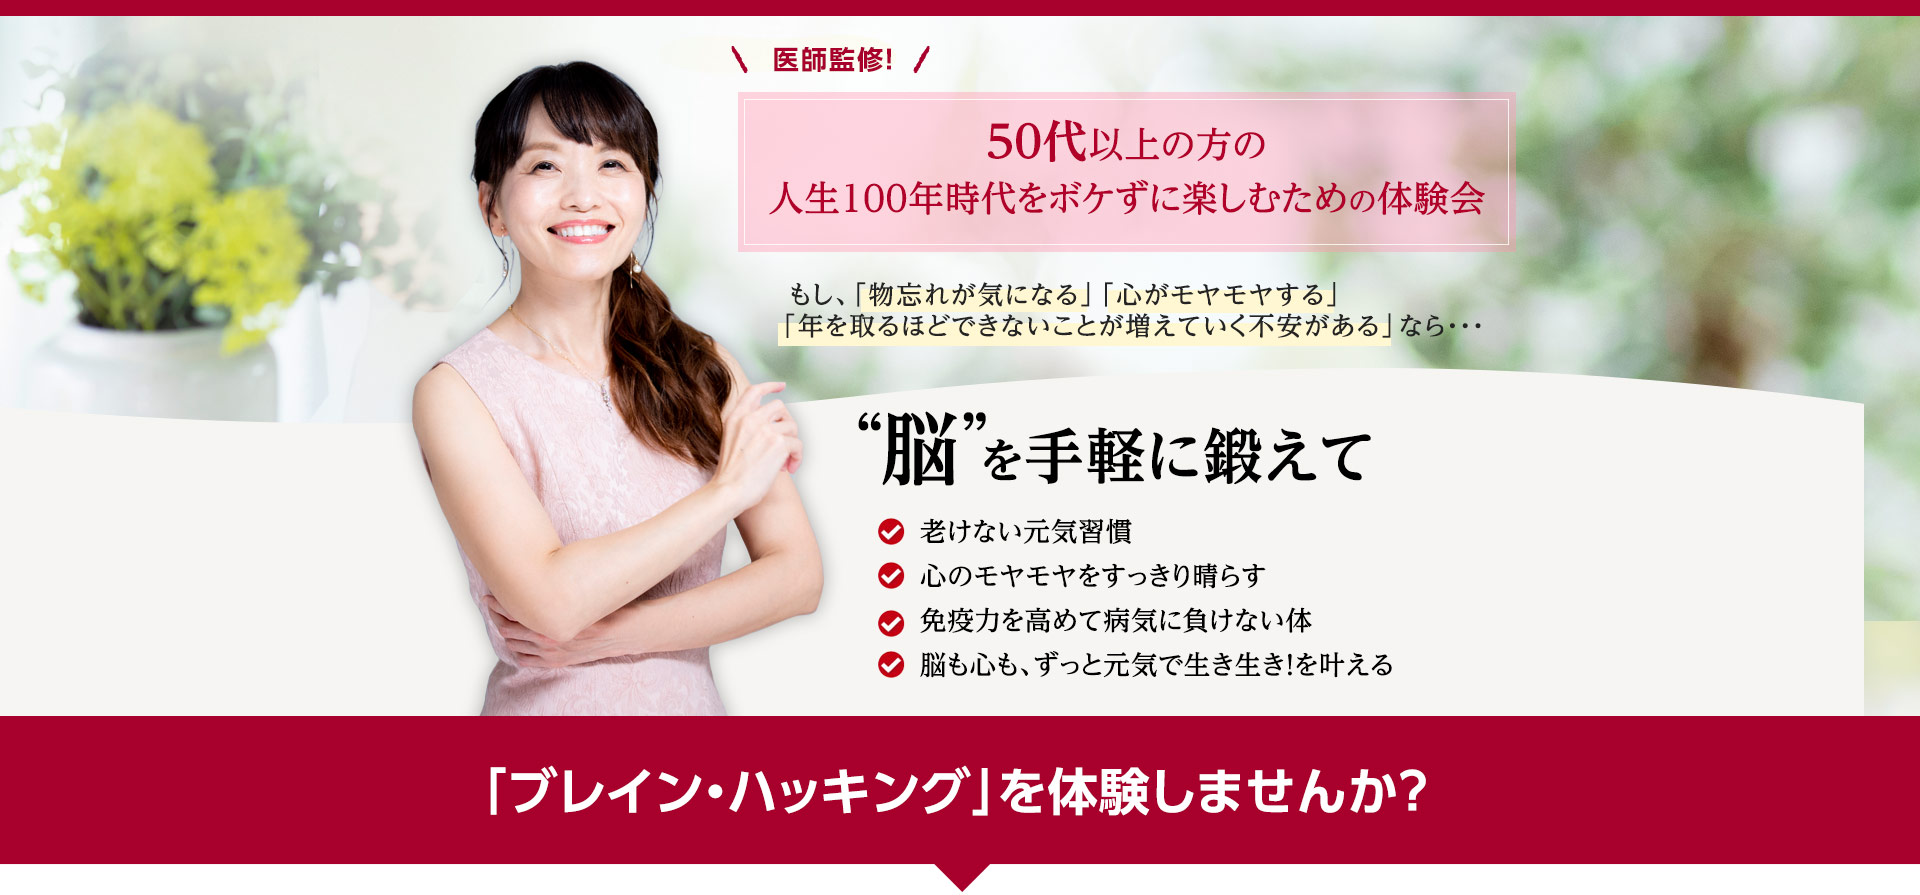 医師監修!
50代以上の方の
人生100年時代をボケずに楽しむための体験会
もし、「物忘れが気になる」「心がモヤモヤする」
「年を取るほどできないことが増えていく不安がある」なら・・・
“脳”を手軽に鍛えて
老けない元気習慣
心のモヤモヤをすっきり晴らす
免疫力を高めて病気に負けない体
脳も心も、ずっと元気で生き生き!を叶える
「ブレイン・ハッキング」を体験しませんか?